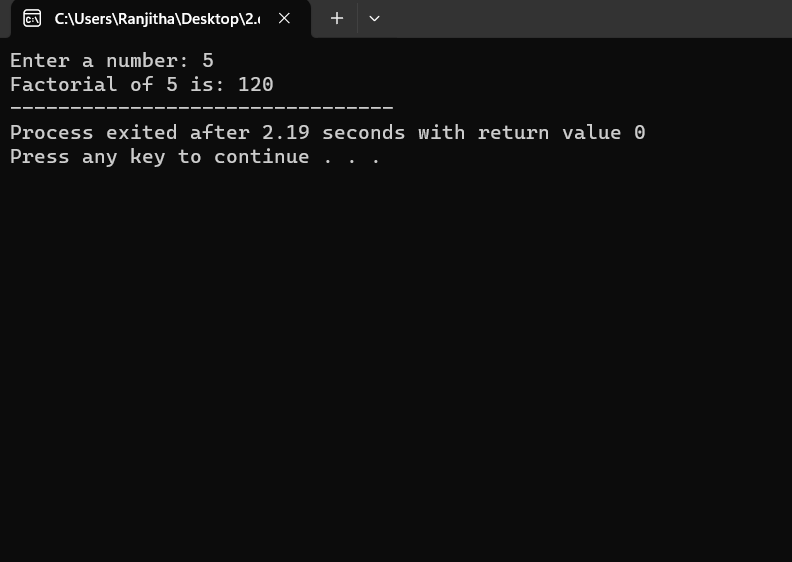 C:\Users\Ranjitha\Desktop\2.
Enter a number: 5
Factorial of 5 is: 120
--------------------------------
Process exited after 2.19 seconds with return value 0
Press any key to continue . . .